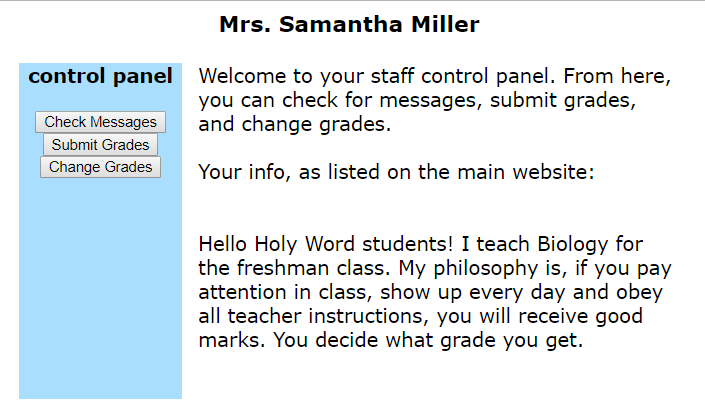 Mrs. Samantha Miller
control panel
Check Messages
Submit Grades
Change Grades
Welcome to your staff control panel. From here,
you can check for messages, submit grades,
and change grades.
Your info, as listed on the main website:
Hello Holy Word students! I teach Biology for
the freshman class. My philosophy is, if you pay
attention in class, show up every day and obey
all teacher instructions, you will receive good
marks. You decide what grade you get.